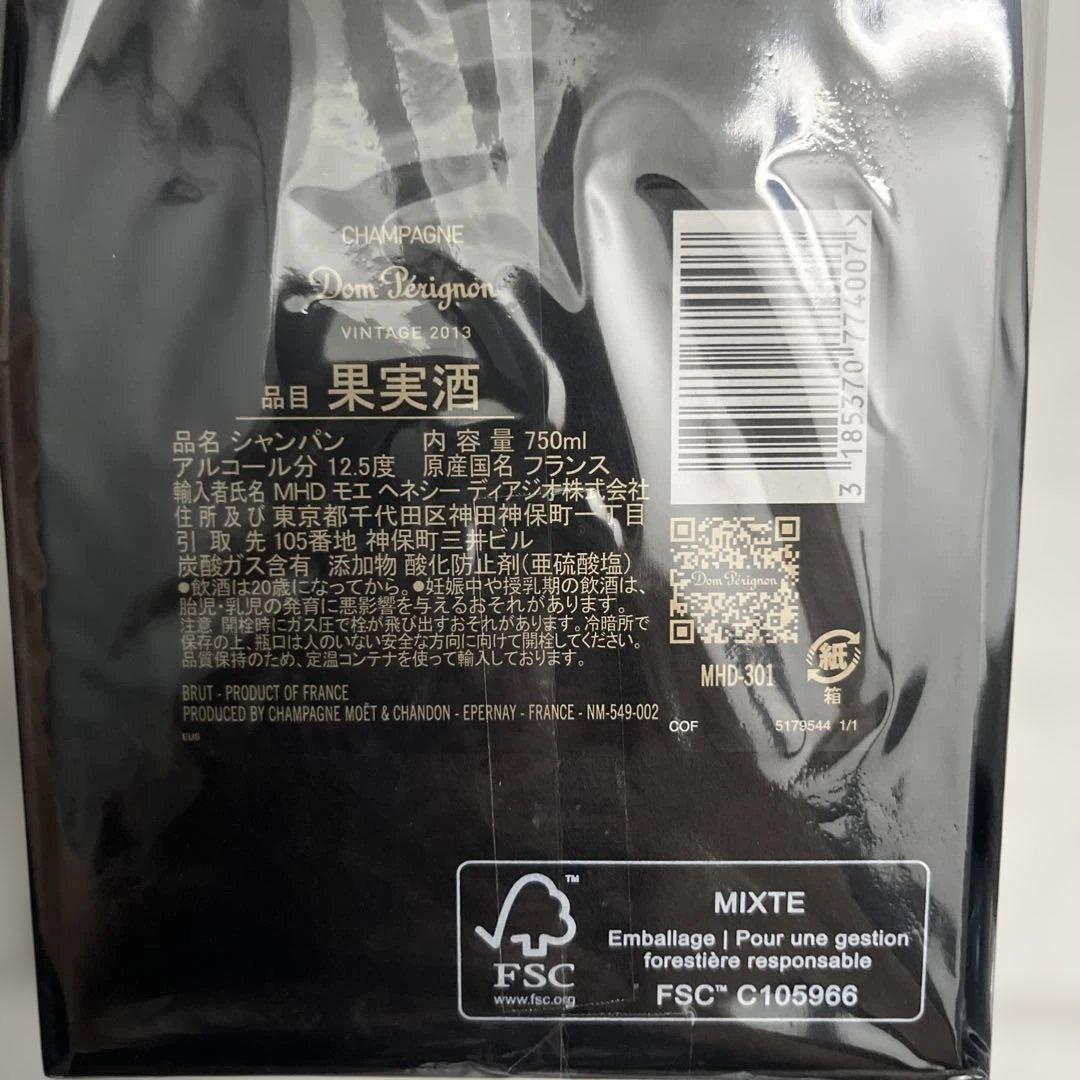 CHAMPAGNE
Dom Pérignon
VINTAGE 2013
品目 果実酒
品名 シャンパン 内容量 750ml
アルコール分 12.5度 原産国名 フランス
輸入者氏名 MHD モエ ヘネシー ディアジオ株式会社
住所及び 東京都千代田区神田神保町一丁目
引取先 105番地 神保町三井ビル
炭酸ガス含有 添加物 酸化防止剤(亜硫酸塩)
●飲酒は20歳になってから。●妊娠中や授乳期の飲酒は、
胎児・乳児の発育に悪影響を与えるおそれがあります。
注意 開栓時にガス圧で栓が飛び出すおそれがあります。冷暗所で
保存の上、瓶口は人のいない安全な方向に向けて開栓してください。
品質保持のため、定温コンテナを使って輸入しております。
BRUT - PRODUCT OF FRANCE
PRODUCED BY CHAMPAGNE MOËT & CHANDON - EPERNAY - FRANCE - NM-549-002
EUS
3 185370 774007 >
Dom Pérignon
MHD-301
紙
箱
COF 5179544 1/1
FSC™
www.fsc.org
MIXTE
Emballage | Pour une gestion
forestière responsable
FSC™ C105966